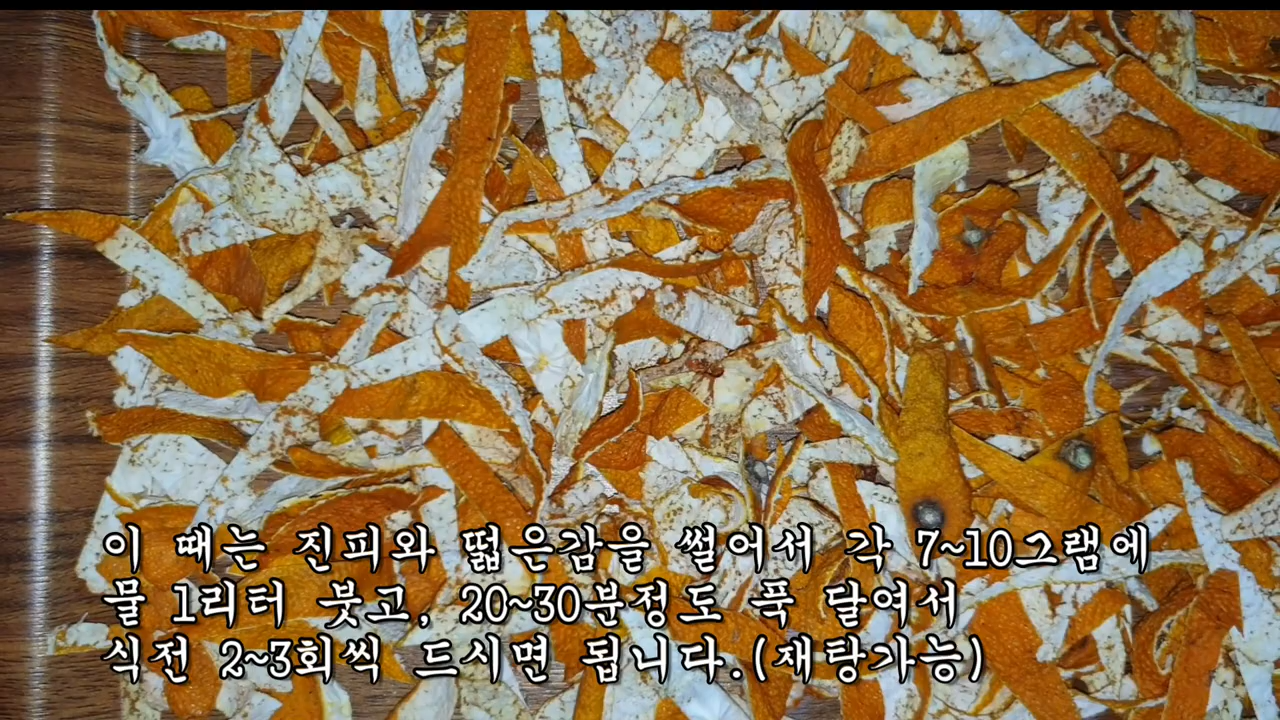 이 때는 진피와 떫은감을 썰어서 각 7~10그램에
물 1리터 붓고, 20~30분정도 푹 달여서
식전 2~3회씩 드시면 됩니다.(재탕가능)